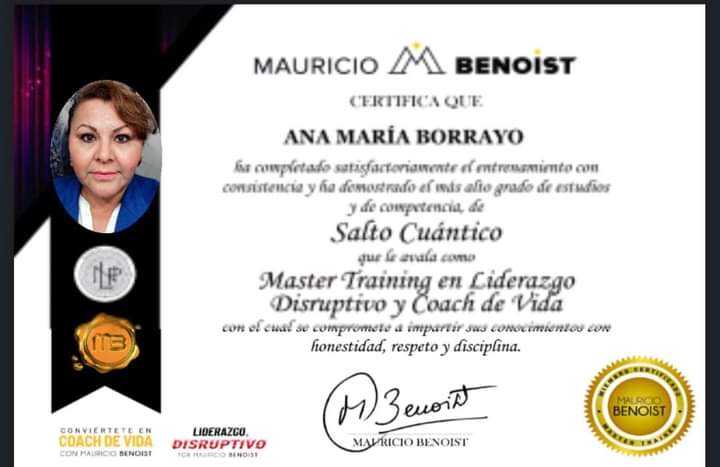 MAURICIO BENOIST
CERTIFICA QUE
ANA MARÍA BORRAYO
ha completado satisfactoriamente el entrenamiento con
consistencia y ha demostrado el más alto grado de estudios
y de competencia, de
Salto Cuántico
que le avala como
Master Training en Liderazgo
Disruptivo y Coach de Vida
con el cual se compromete a impartir sus conocimientos con
honestidad, respeto y disciplina.
MB
M Benoist
MAURICIO BENOIST
CONVIÉRTETE EN
COACH DE VIDA
CON MAURICIO BENOIST
LIDERAZGO
DISRUPTIVO
POR MAURICIO BENOIST
MIEMBRO CERTIFICADO
MAURICIO
BENOIST
MASTER TRAINER